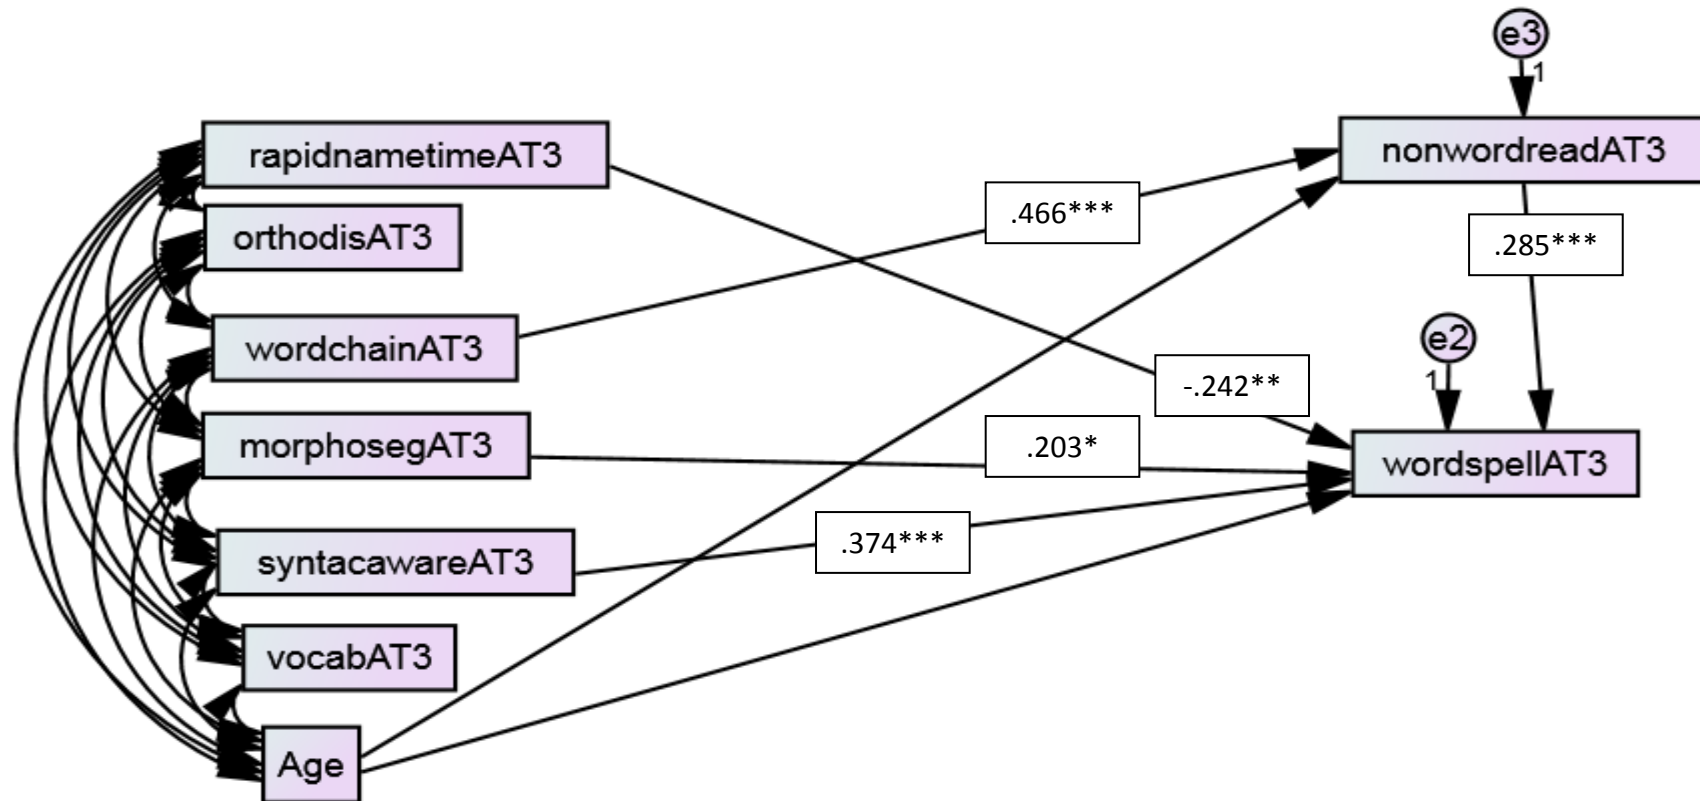 e3
1
rapidnametimeAT3
nonwordreadAT3
.466***
orthodisAT3
.285***
wordchainAT3
e2
1
-.242**
morphosegAT3
.203*
wordspellAT3
syntacawareAT3
.374***
vocabAT3
Age